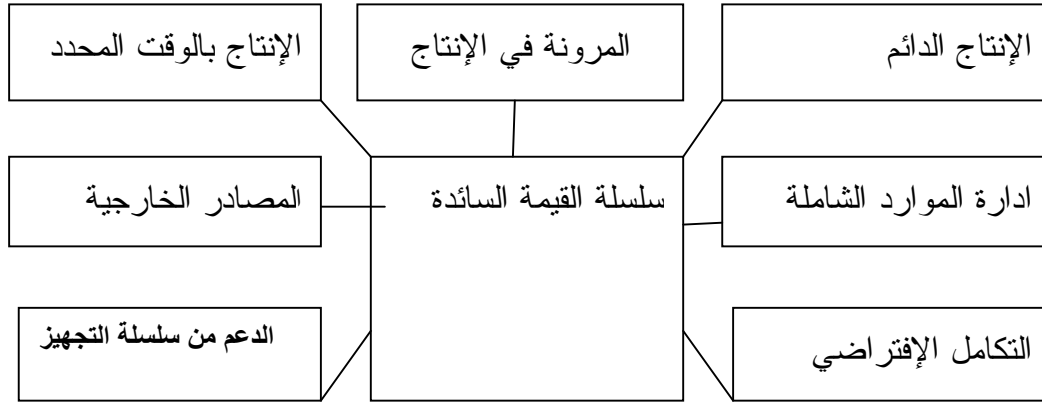 الإنتاج الدائم
المرونة في الإنتاج
الإنتاج بالوقت المحدد
ادارة الموارد الشاملة
سلسلة القيمة السائدة
المصادر الخارجية
التكامل الإفتراضي
الدعم من سلسلة التجهيز